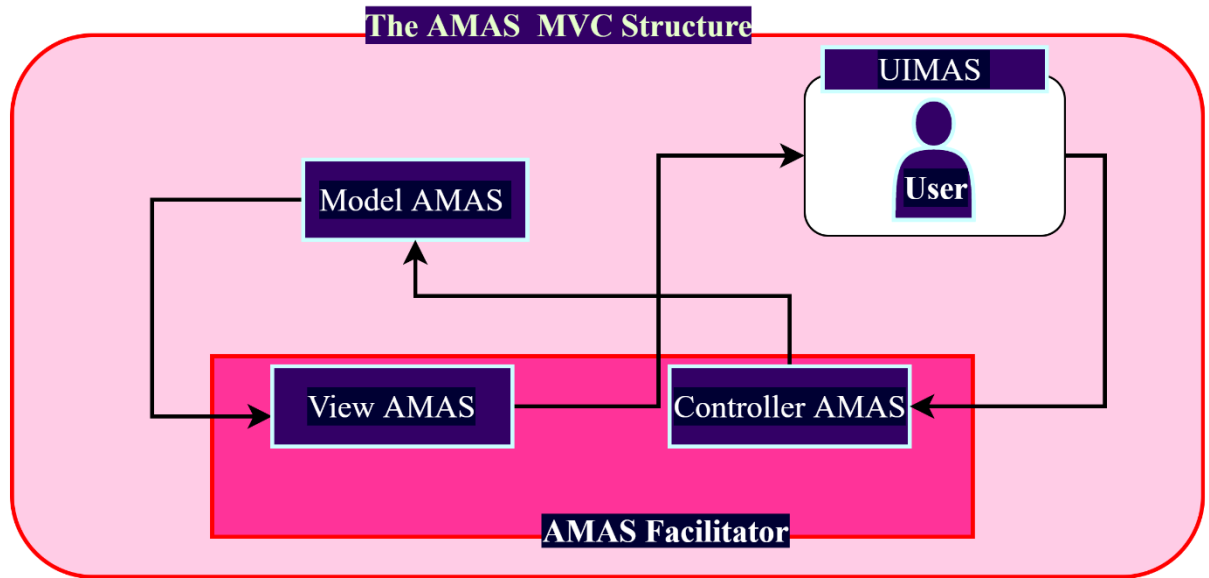 The AMAS MVC Structure
UIMAS
User
Model AMAS
View AMAS
Controller AMAS
AMAS Facilitator